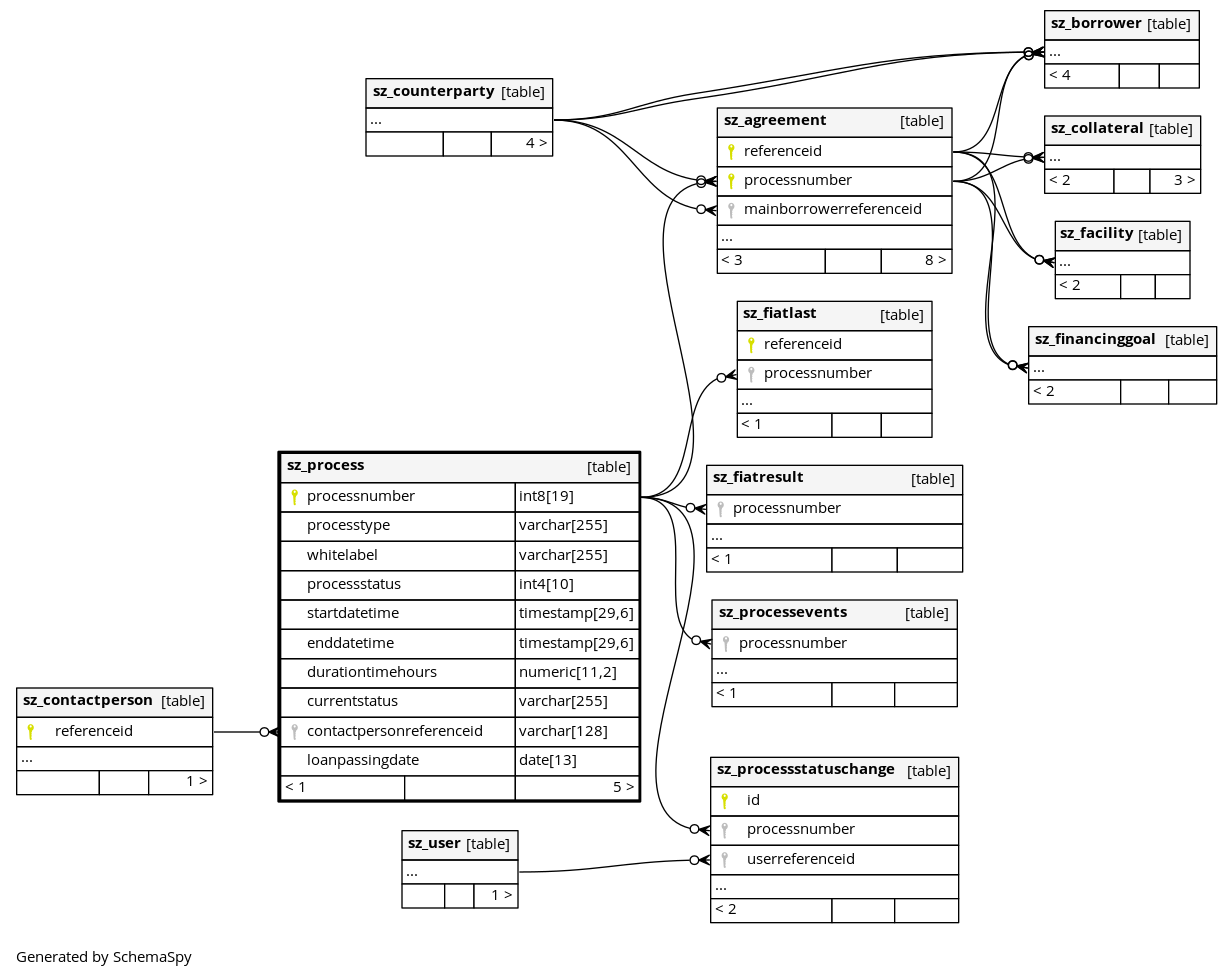 sz_borrower [table]
...
< 4
sz_counterparty [table]
...
4 >
sz_agreement [table]
referenceid
processnumber
mainborrowerreferenceid
...
< 3 8 >
sz_collateral [table]
...
< 2 3 >
sz_facility [table]
...
< 2
sz_financinggoal [table]
...
< 2
sz_fiatlast [table]
referenceid
processnumber
...
< 1
sz_process [table]
processnumber int8[19]
processtype varchar[255]
whitelabel varchar[255]
processstatus int4[10]
startdatetime timestamp[29,6]
enddatetime timestamp[29,6]
durationtimehours numeric[11,2]
currentstatus varchar[255]
contactpersonreferenceid varchar[128]
loanpassingdate date[13]
< 1 5 >
sz_fiatresult [table]
processnumber
...
< 1
sz_processevents [table]
processnumber
...
< 1
sz_contactperson [table]
referenceid
...
1 >
sz_processstatuschange [table]
id
processnumber
userreferenceid
...
< 2
sz_user [table]
...
1 >
Generated by SchemaSpy